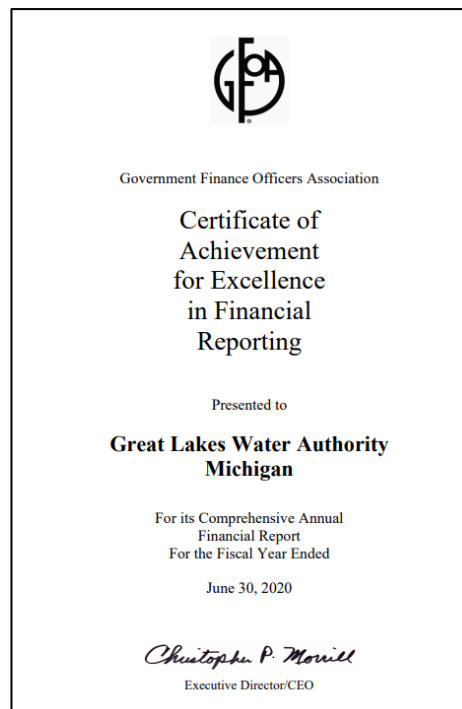 GFOA
Government Finance Officers Association
Certificate of
Achievement
for Excellence
in Financial
Reporting
Presented to
Great Lakes Water Authority
Michigan
For its Comprehensive Annual
Financial Report
For the Fiscal Year Ended
June 30, 2020
Christopher P. Morrill
Executive Director/CEO